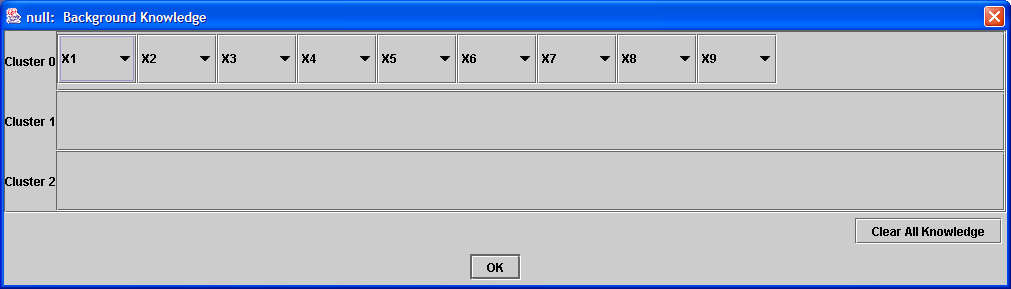 null: Background Knowledge
Cluster 0 X1 X2 X3 X4 X5 X6 X7 X8 X9
Cluster 1
Cluster 2
Clear All Knowledge
OK